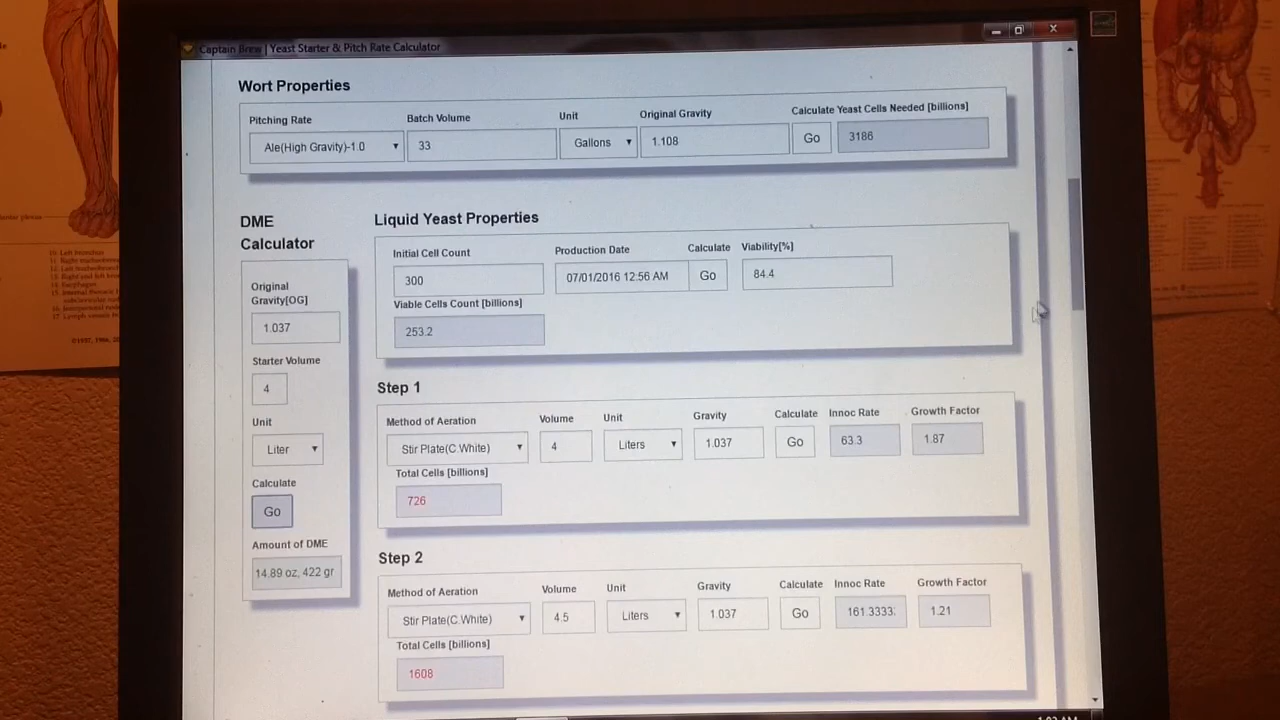 Captain Brew | Yeast Starter & Pitch Rate Calculator
Wort Properties
Pitching Rate Batch Volume Unit Original Gravity Calculate Yeast Cells Needed [billions]
Ale(High Gravity)-1.0 33 Gallons 1.108 Go 3186
DME
Calculator
Original
Gravity[OG]
1.037
Starter Volume
4
Unit
Liter
Calculate
Go
Amount of DME
14.89 oz, 422 gr
Liquid Yeast Properties
Initial Cell Count Production Date Calculate Viability[%]
300 07/01/2016 12:56 AM Go 84.4
Viable Cells Count [billions]
253.2
Step 1
Method of Aeration Volume Unit Gravity Calculate Innoc Rate Growth Factor
Stir Plate(C.White) 4 Liters 1.037 Go 63.3 1.87
Total Cells [billions]
726
Step 2
Method of Aeration Volume Unit Gravity Calculate Innoc Rate Growth Factor
Stir Plate(C.White) 4.5 Liters 1.037 Go 161.3333 1.21
Total Cells [billions]
1608